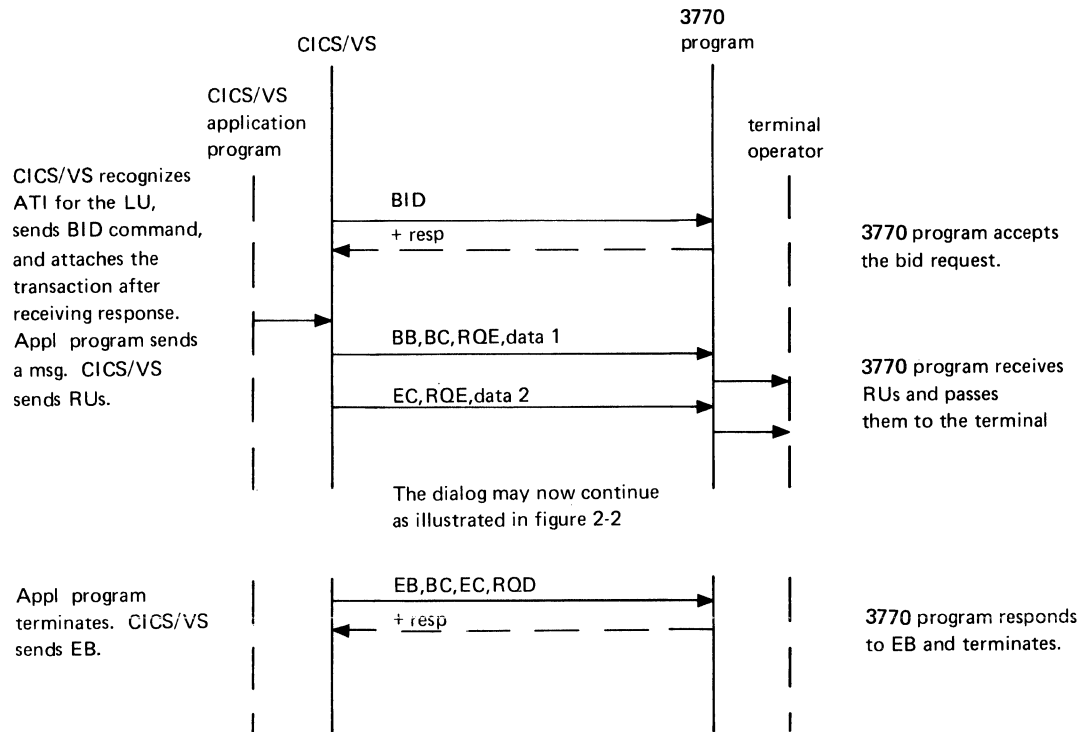 3770
program
CICS/VS
CICS/VS
application
program
terminal
operator
CICS/VS recognizes
ATI for the LU,
sends BID command,
and attaches the
transaction after
receiving response.
Appl program sends
a msg. CICS/VS
sends RUs.
BID
+ resp
3770 program accepts
the bid request.
BB,BC,RQE,data 1
EC,RQE,data 2
3770 program receives
RUs and passes
them to the terminal
The dialog may now continue
as illustrated in figure 2-2
Appl program
terminates. CICS/VS
sends EB.
EB,BC,EC,RQD
+ resp
3770 program responds
to EB and terminates.